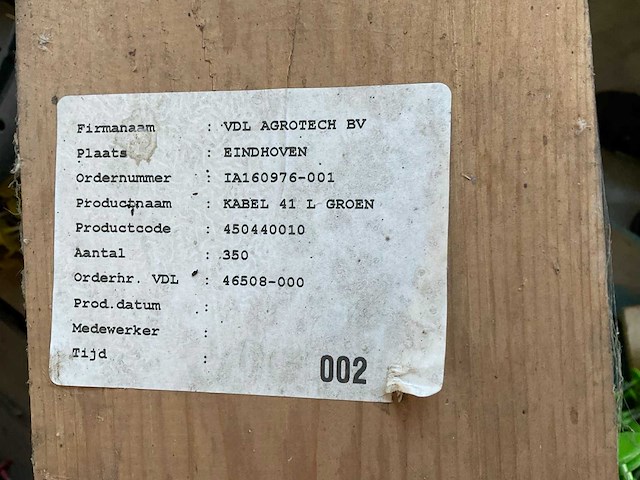 Firmanaam : VDL AGROTECH BV
Plaats : EINDHOVEN
Ordernummer : IA160976-001
Productnaam : KABEL 41 L GROEN
Productcode : 450440010
Aantal : 350
Ordernr. VDL : 46508-000
Prod.datum :
Medewerker :
Tijd :
002